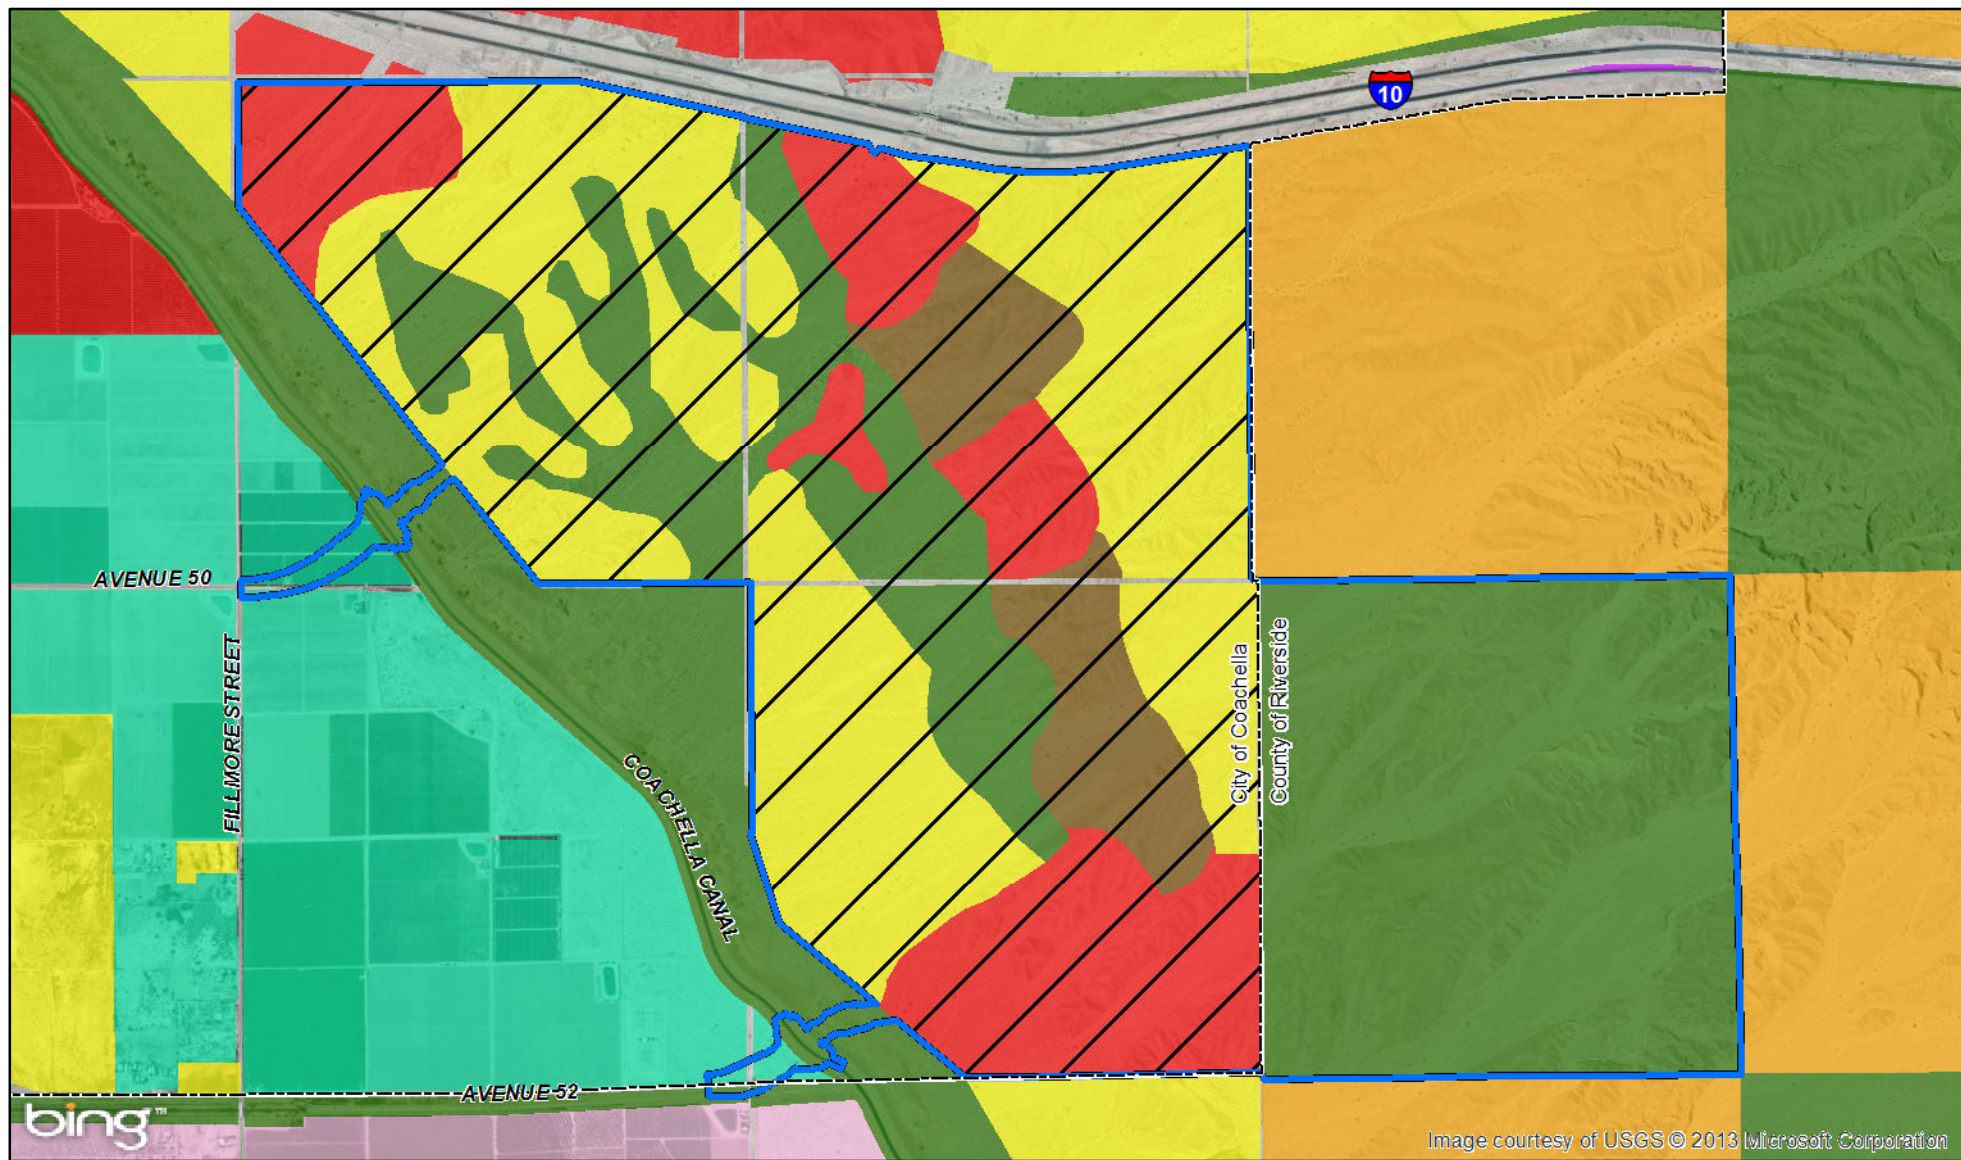 10
AVENUE 50
FILLMORE STREET
City of Coachella
County of Riverside
COACHELLA CANAL
AVENUE 52
bing™
Image courtesy of USGS © 2013 Microsoft Corporation